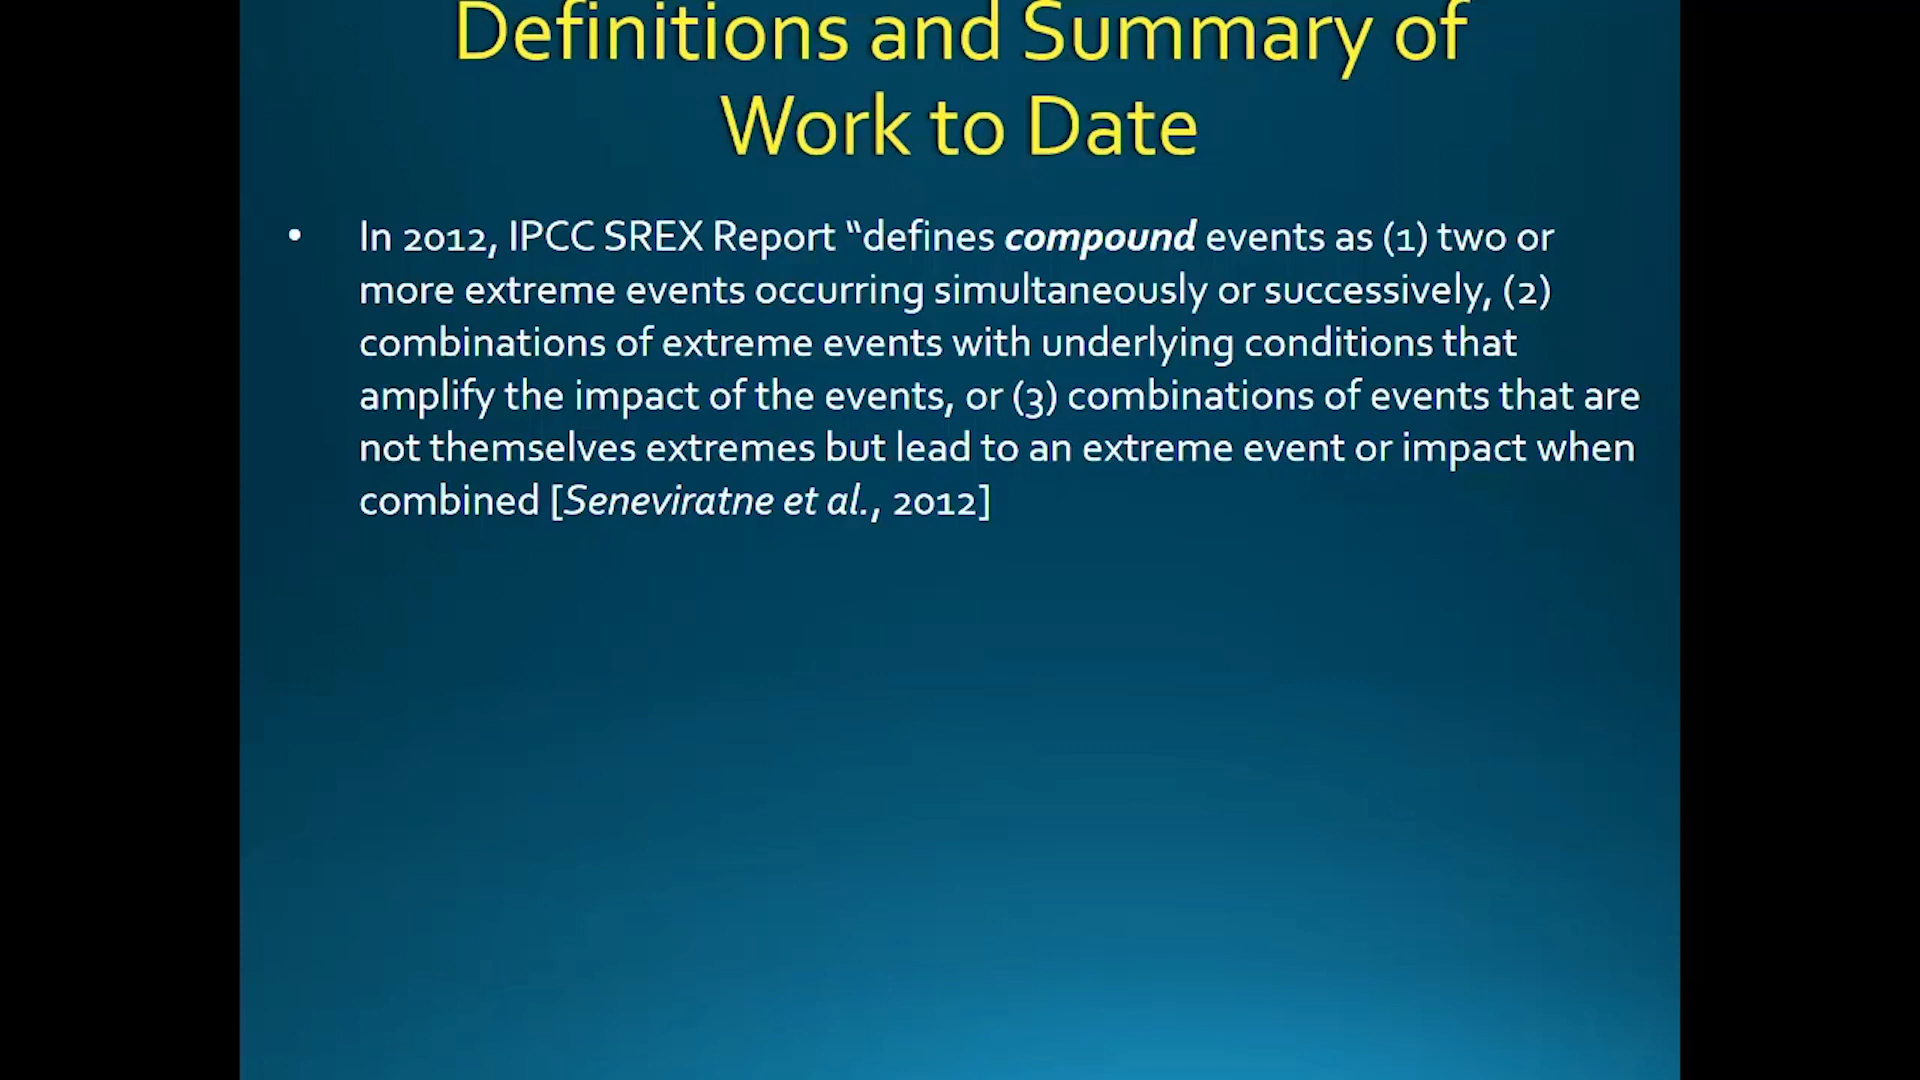 Definitions and Summary of
Work to Date
• In 2012, IPCC SREX Report “defines compound events as (1) two or
more extreme events occurring simultaneously or successively, (2)
combinations of extreme events with underlying conditions that
amplify the impact of the events, or (3) combinations of events that are
not themselves extremes but lead to an extreme event or impact when
combined [Seneviratne et al., 2012]